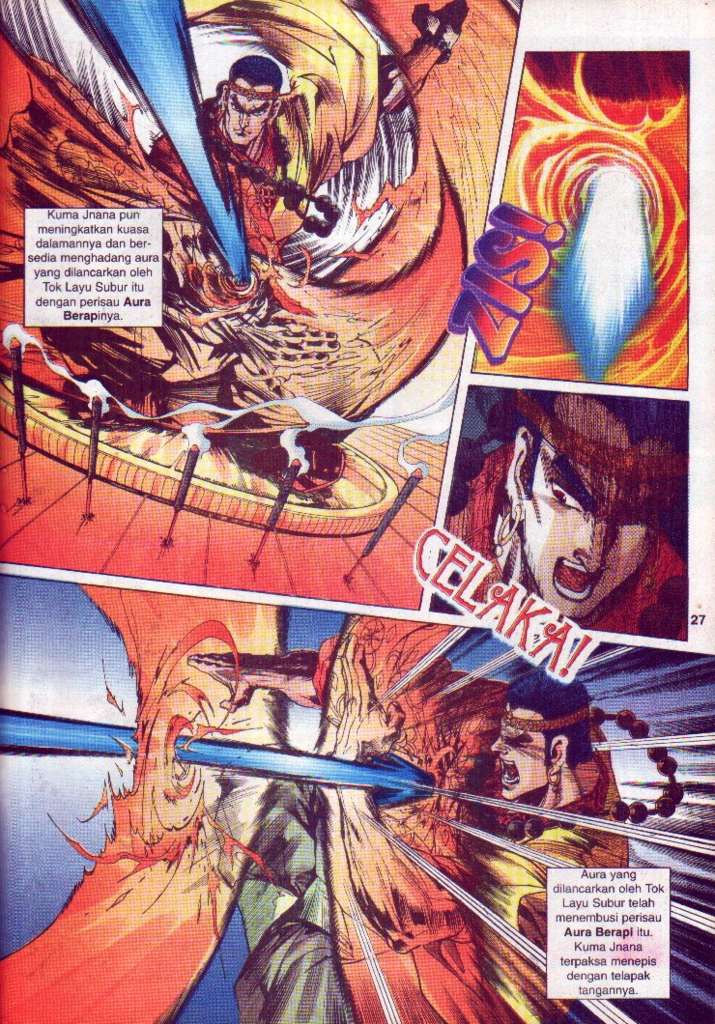 Kuma Jnana pun
meningkatkan kuasa
dalamannya dan ber-
sedia menghadang aura
yang dilancarkan oleh
Tok Layu Subur itu
dengan perisau Aura
Berapinya.
ZIS!
CELAKA!
27
Aura yang
dilancarkan oleh Tok
Layu Subur telah
menembusi perisau
Aura Berapi itu.
Kuma Jnana
terpaksa menepis
dengan telapak
tangannya.